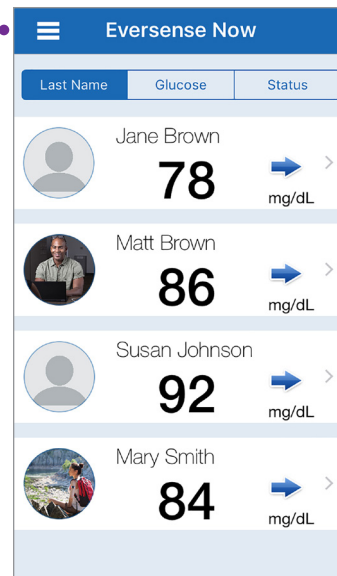 Eversense Now
Last Name Glucose Status
Jane Brown
78
mg/dL
Matt Brown
86
mg/dL
Susan Johnson
92
mg/dL
Mary Smith
84
mg/dL